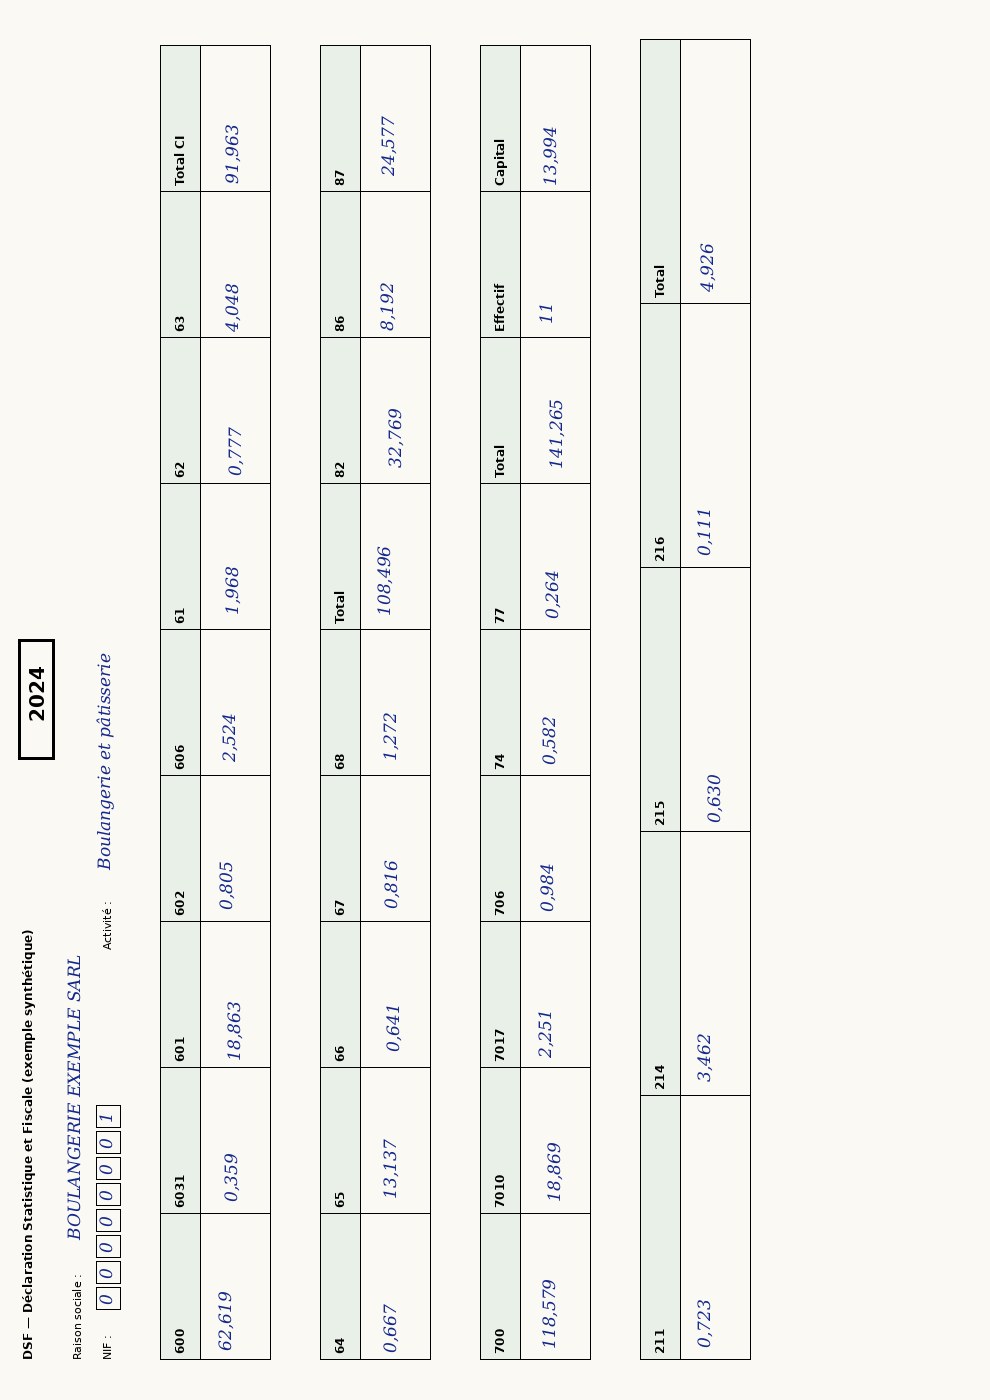 DSF — Déclaration Statistique et Fiscale (exemple synthétique) 2024
Raison sociale : BOULANGERIE EXEMPLE SARL
NIF : 0 0 0 0 0 0 0 1 Activité : Boulangerie et pâtisserie
600 6031 601 602 606 61 62 63 Total CI
62,619 0,359 18,863 0,805 2,524 1,968 0,777 4,048 91,963
64 65 66 67 68 Total 82 86 87
0,667 13,137 0,641 0,816 1,272 108,496 32,769 8,192 24,577
700 7010 7017 706 74 77 Total Effectif Capital
118,579 18,869 2,251 0,984 0,582 0,264 141,265 11 13,994
211 214 215 216 Total
0,723 3,462 0,630 0,111 4,926